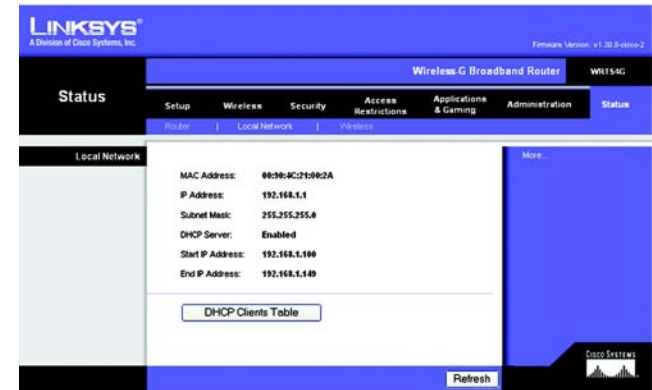 LINKSYS®
A Division of Cisco Systems, Inc.
Firmware Version: v1.30.5-cisco-2
Wireless-G Broadband Router WRT54G
Status
Setup Wireless Security Access Restrictions Applications & Gaming Administration Status
Router | Local Network | Wireless
Local Network
More...
MAC Address: 00:90:4C:21:00:2A
IP Address: 192.168.1.1
Subnet Mask: 255.255.255.0
DHCP Server: Enabled
Start IP Address: 192.168.1.100
End IP Address: 192.168.1.149
DHCP Clients Table
Refresh
CISCO SYSTEMS